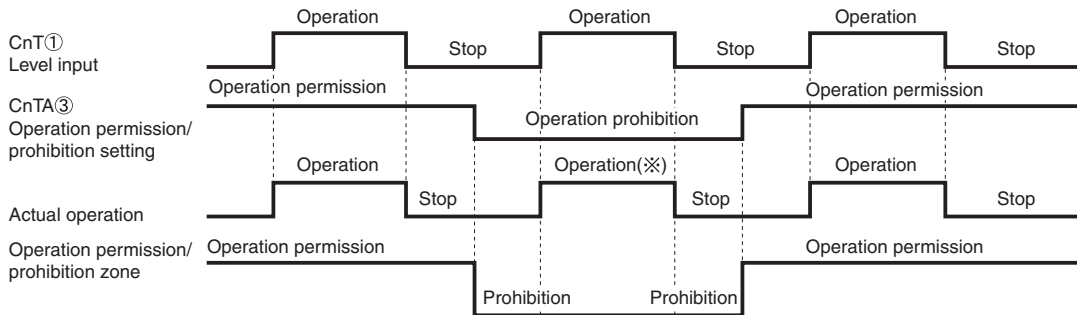 Operation Operation Operation
CnT① Stop Stop Stop
Level input
Operation permission Operation permission
CnTA③
Operation permission/ Operation prohibition
prohibition setting
Operation Operation(※) Operation
Stop Stop Stop
Actual operation
Operation permission/ Operation permission Operation permission
prohibition zone
Prohibition Prohibition